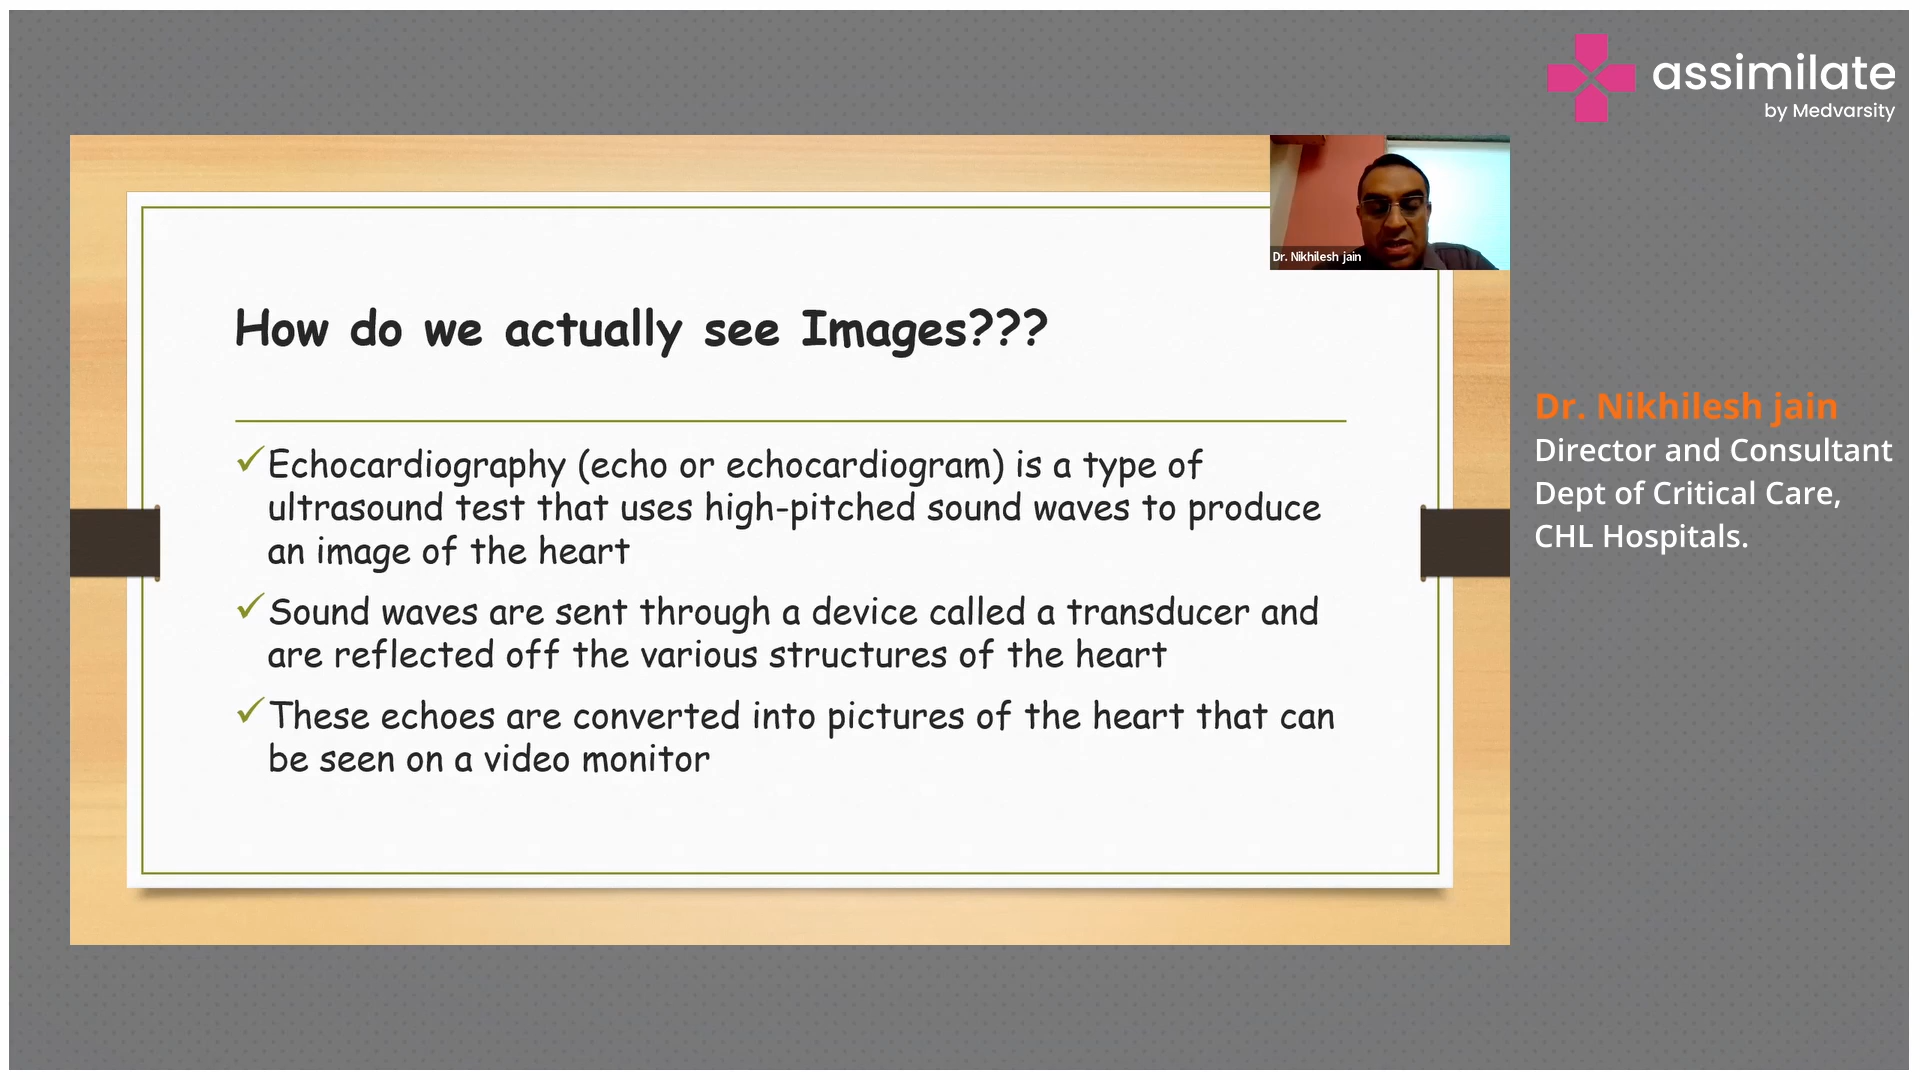 assimilate
by Medvarsity
Dr. Nikhilesh jain
How do we actually see Images???
Echocardiography (echo or echocardiogram) is a type of
ultrasound test that uses high-pitched sound waves to produce
an image of the heart
Sound waves are sent through a device called a transducer and
are reflected off the various structures of the heart
These echoes are converted into pictures of the heart that can
be seen on a video monitor
Dr. Nikhilesh jain
Director and Consultant
Dept of Critical Care,
CHL Hospitals.